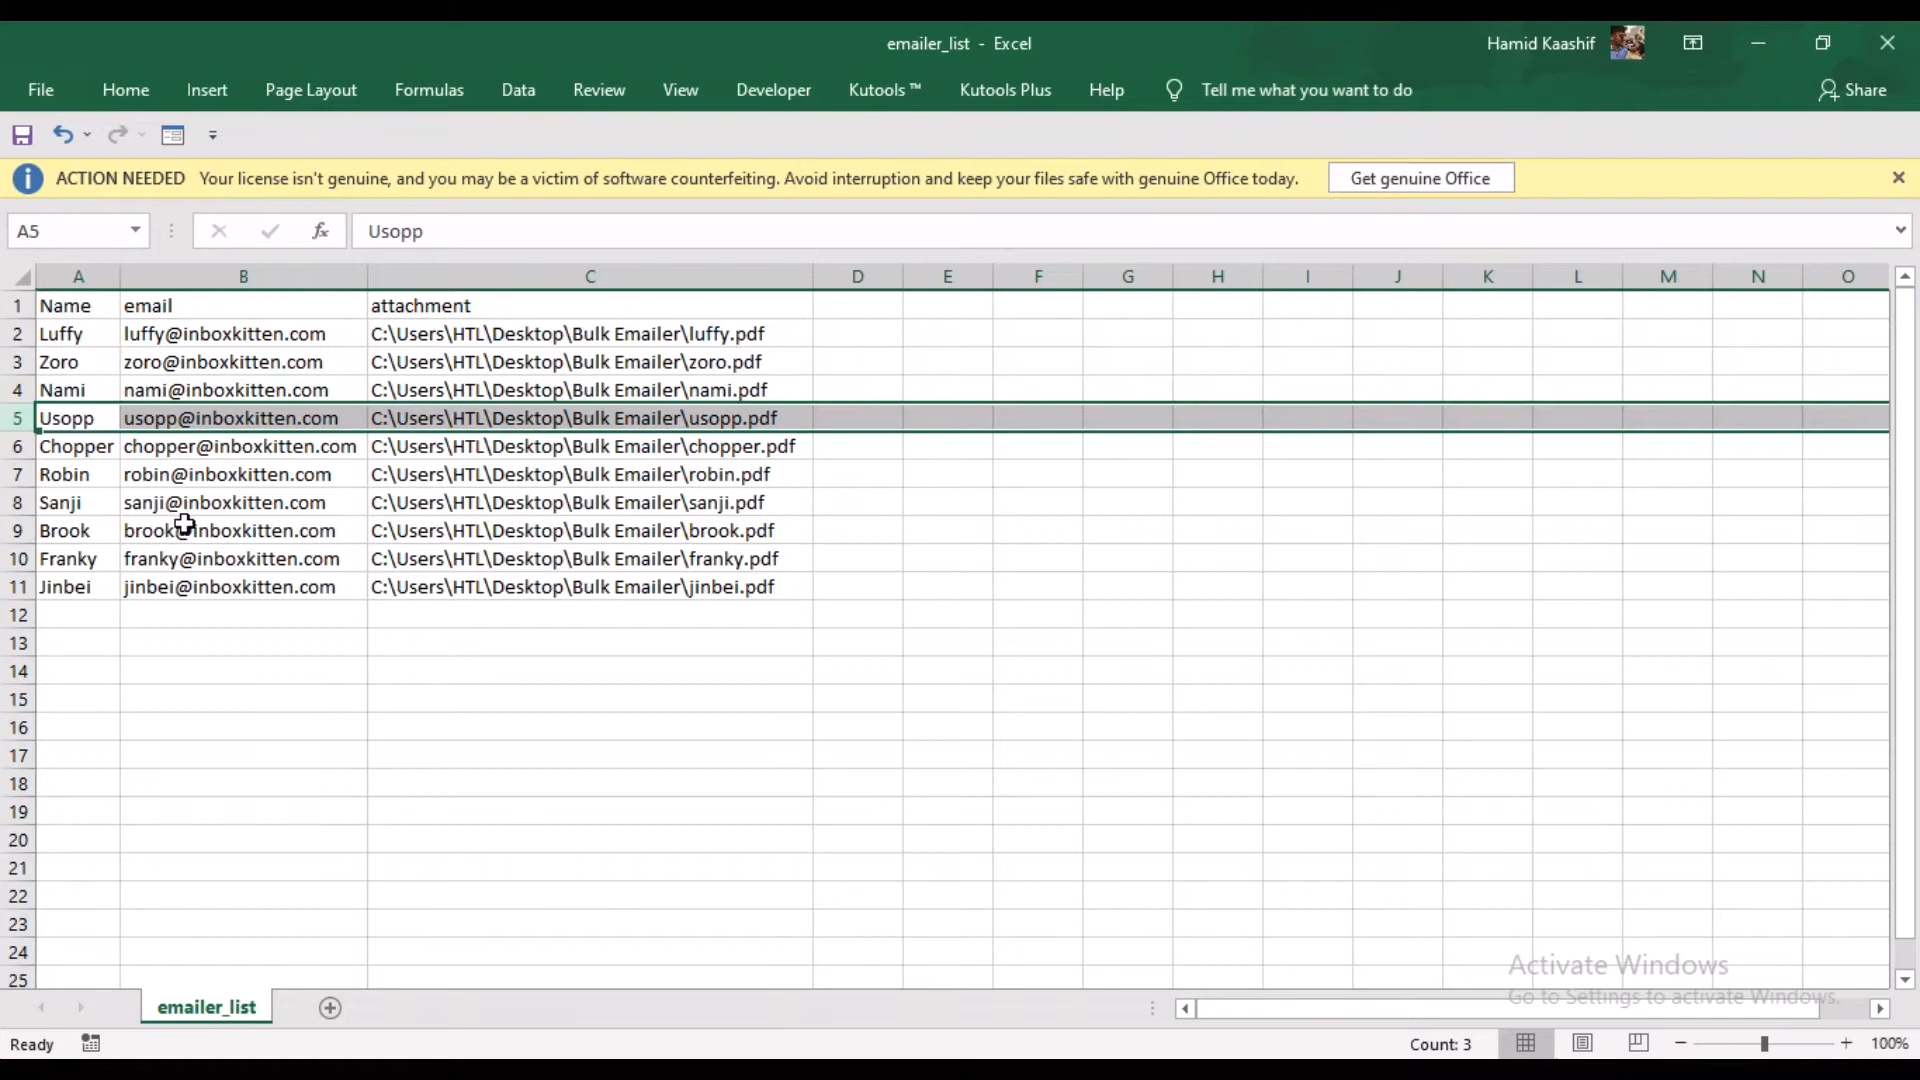 emailer_list - Excel
Hamid Kaashif
File Home Insert Page Layout Formulas Data Review View Developer Kutools ™ Kutools Plus Help Tell me what you want to do Share
ACTION NEEDED Your license isn't genuine, and you may be a victim of software counterfeiting. Avoid interruption and keep your files safe with genuine Office today. Get genuine Office
A5 fx Usopp
A B C D E F G H I J K L M N O
1 Name email attachment
2 Luffy luffy@inboxkitten.com C:\Users\HTL\Desktop\Bulk Emailer\luffy.pdf
3 Zoro zoro@inboxkitten.com C:\Users\HTL\Desktop\Bulk Emailer\zoro.pdf
4 Nami nami@inboxkitten.com C:\Users\HTL\Desktop\Bulk Emailer\nami.pdf
5 Usopp usopp@inboxkitten.com C:\Users\HTL\Desktop\Bulk Emailer\usopp.pdf
6 Chopper chopper@inboxkitten.com C:\Users\HTL\Desktop\Bulk Emailer\chopper.pdf
7 Robin robin@inboxkitten.com C:\Users\HTL\Desktop\Bulk Emailer\robin.pdf
8 Sanji sanji@inboxkitten.com C:\Users\HTL\Desktop\Bulk Emailer\sanji.pdf
9 Brook brook@inboxkitten.com C:\Users\HTL\Desktop\Bulk Emailer\brook.pdf
10 Franky franky@inboxkitten.com C:\Users\HTL\Desktop\Bulk Emailer\franky.pdf
11 Jinbei jinbei@inboxkitten.com C:\Users\HTL\Desktop\Bulk Emailer\jinbei.pdf
12
13
14
15
16
17
18
19
20
21
22
23
24
25
Activate Windows
Go to Settings to activate Windows.
emailer_list
Ready Count: 3 100%